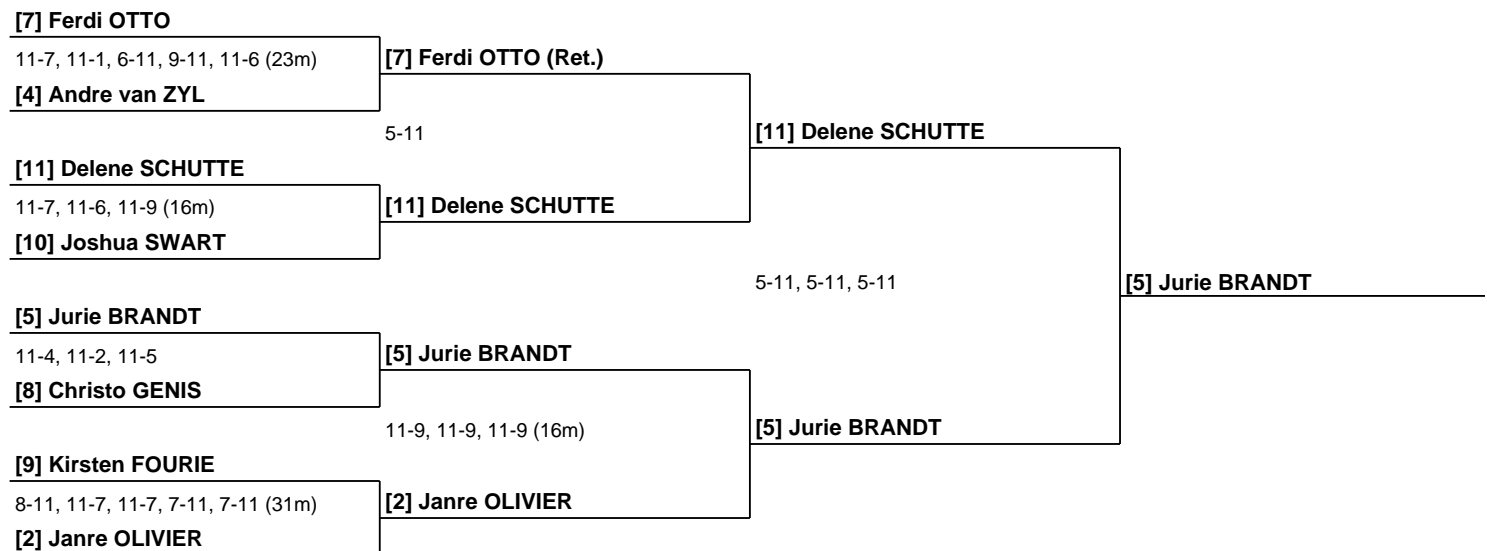 [7] Ferdi OTTO
11-7, 11-1, 6-11, 9-11, 11-6 (23m)
[7] Ferdi OTTO (Ret.)
[4] Andre van ZYL
5-11
[11] Delene SCHUTTE
[11] Delene SCHUTTE
11-7, 11-6, 11-9 (16m)
[11] Delene SCHUTTE
[10] Joshua SWART
5-11, 5-11, 5-11
[5] Jurie BRANDT
[5] Jurie BRANDT
11-4, 11-2, 11-5
[5] Jurie BRANDT
[8] Christo GENIS
11-9, 11-9, 11-9 (16m)
[5] Jurie BRANDT
[9] Kirsten FOURIE
8-11, 11-7, 11-7, 7-11, 7-11 (31m)
[2] Janre OLIVIER
[2] Janre OLIVIER